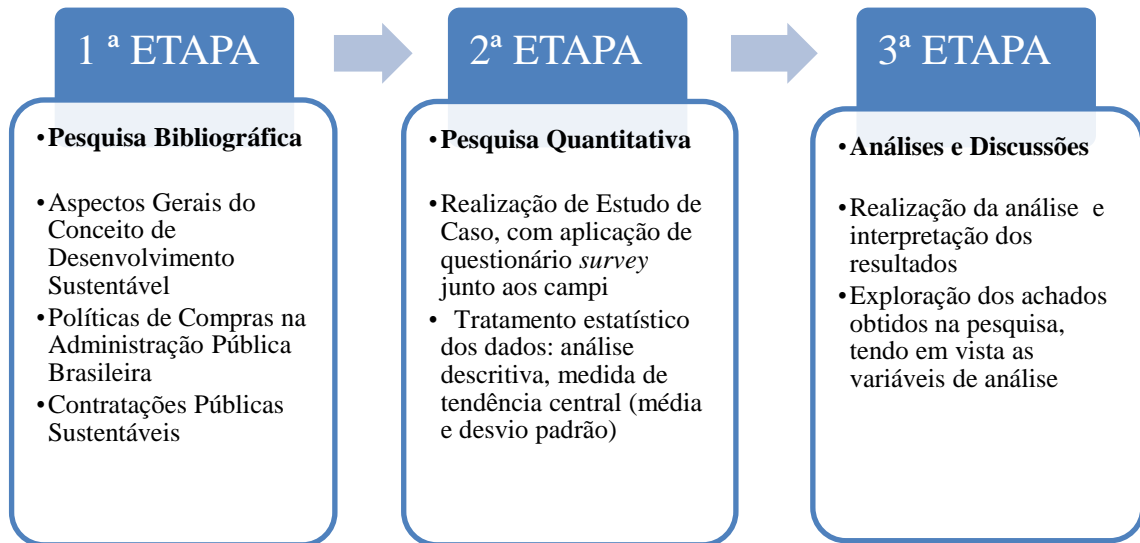 1 ª ETAPA
•Pesquisa Bibliográfica
•Aspectos Gerais do
Conceito de
Desenvolvimento
Sustentável
•Políticas de Compras na
Administração Pública
Brasileira
•Contratações Públicas
Sustentáveis
2ª ETAPA
•Pesquisa Quantitativa
•Realização de Estudo de
Caso, com aplicação de
questionário survey
junto aos campi
• Tratamento estatístico
dos dados: análise
descritiva, medida de
tendência central (média
e desvio padrão)
3ª ETAPA
•Análises e Discussões
•Realização da análise e
interpretação dos
resultados
•Exploração dos achados
obtidos na pesquisa,
tendo em vista as
variáveis de análise